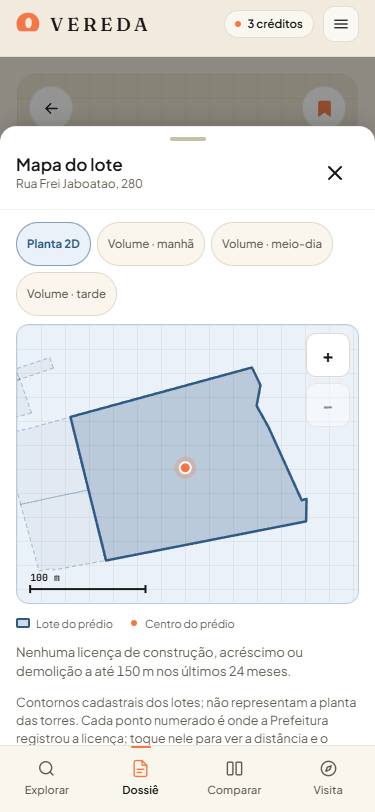 VEREDA
3 créditos
Mapa do lote
Rua Frei Jaboatao, 280
Planta 2D
Volume · manhã
Volume · meio-dia
Volume · tarde
+
−
100 m
Lote do prédio
Centro do prédio
Nenhuma licença de construção, acréscimo ou
demolição a até 150 m nos últimos 24 meses.
Contornos cadastrais dos lotes; não representam a planta
das torres. Cada ponto numerado é onde a Prefeitura
registrou a licença; toque nele para ver a distância e o
Explorar
Dossiê
Comparar
Visita